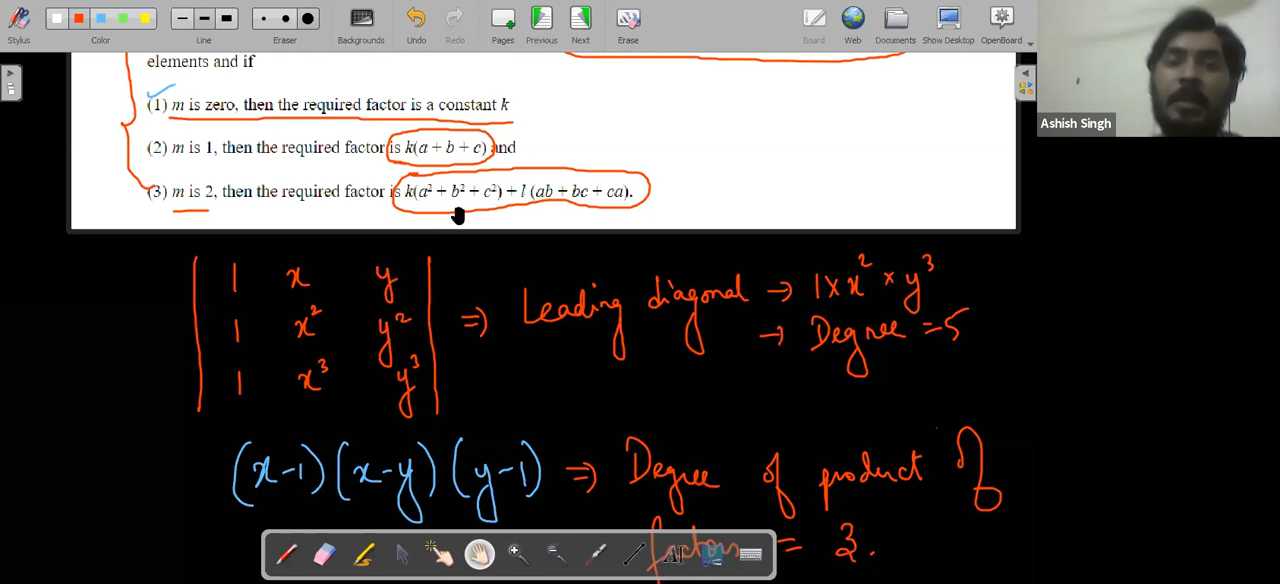 Stylus Color Line Eraser Backgrounds Undo Redo Pages Previous Next Erase Board Web Documents Show Desktop OpenBoard
elements and if
(1) m is zero, then the required factor is a constant k
(2) m is 1, then the required factor is k(a + b + c) and
(3) m is 2, then the required factor is k(a² + b² + c²) + l (ab + bc + ca).
Ashish Singh
1 x y
1 x² y² ⇒ Leading diagonal → 1 × x² × y³
1 x³ y³ → Degree = 5
(x-1)(x-y)(y-1) ⇒ Degree of product of
factors = 3.
AI